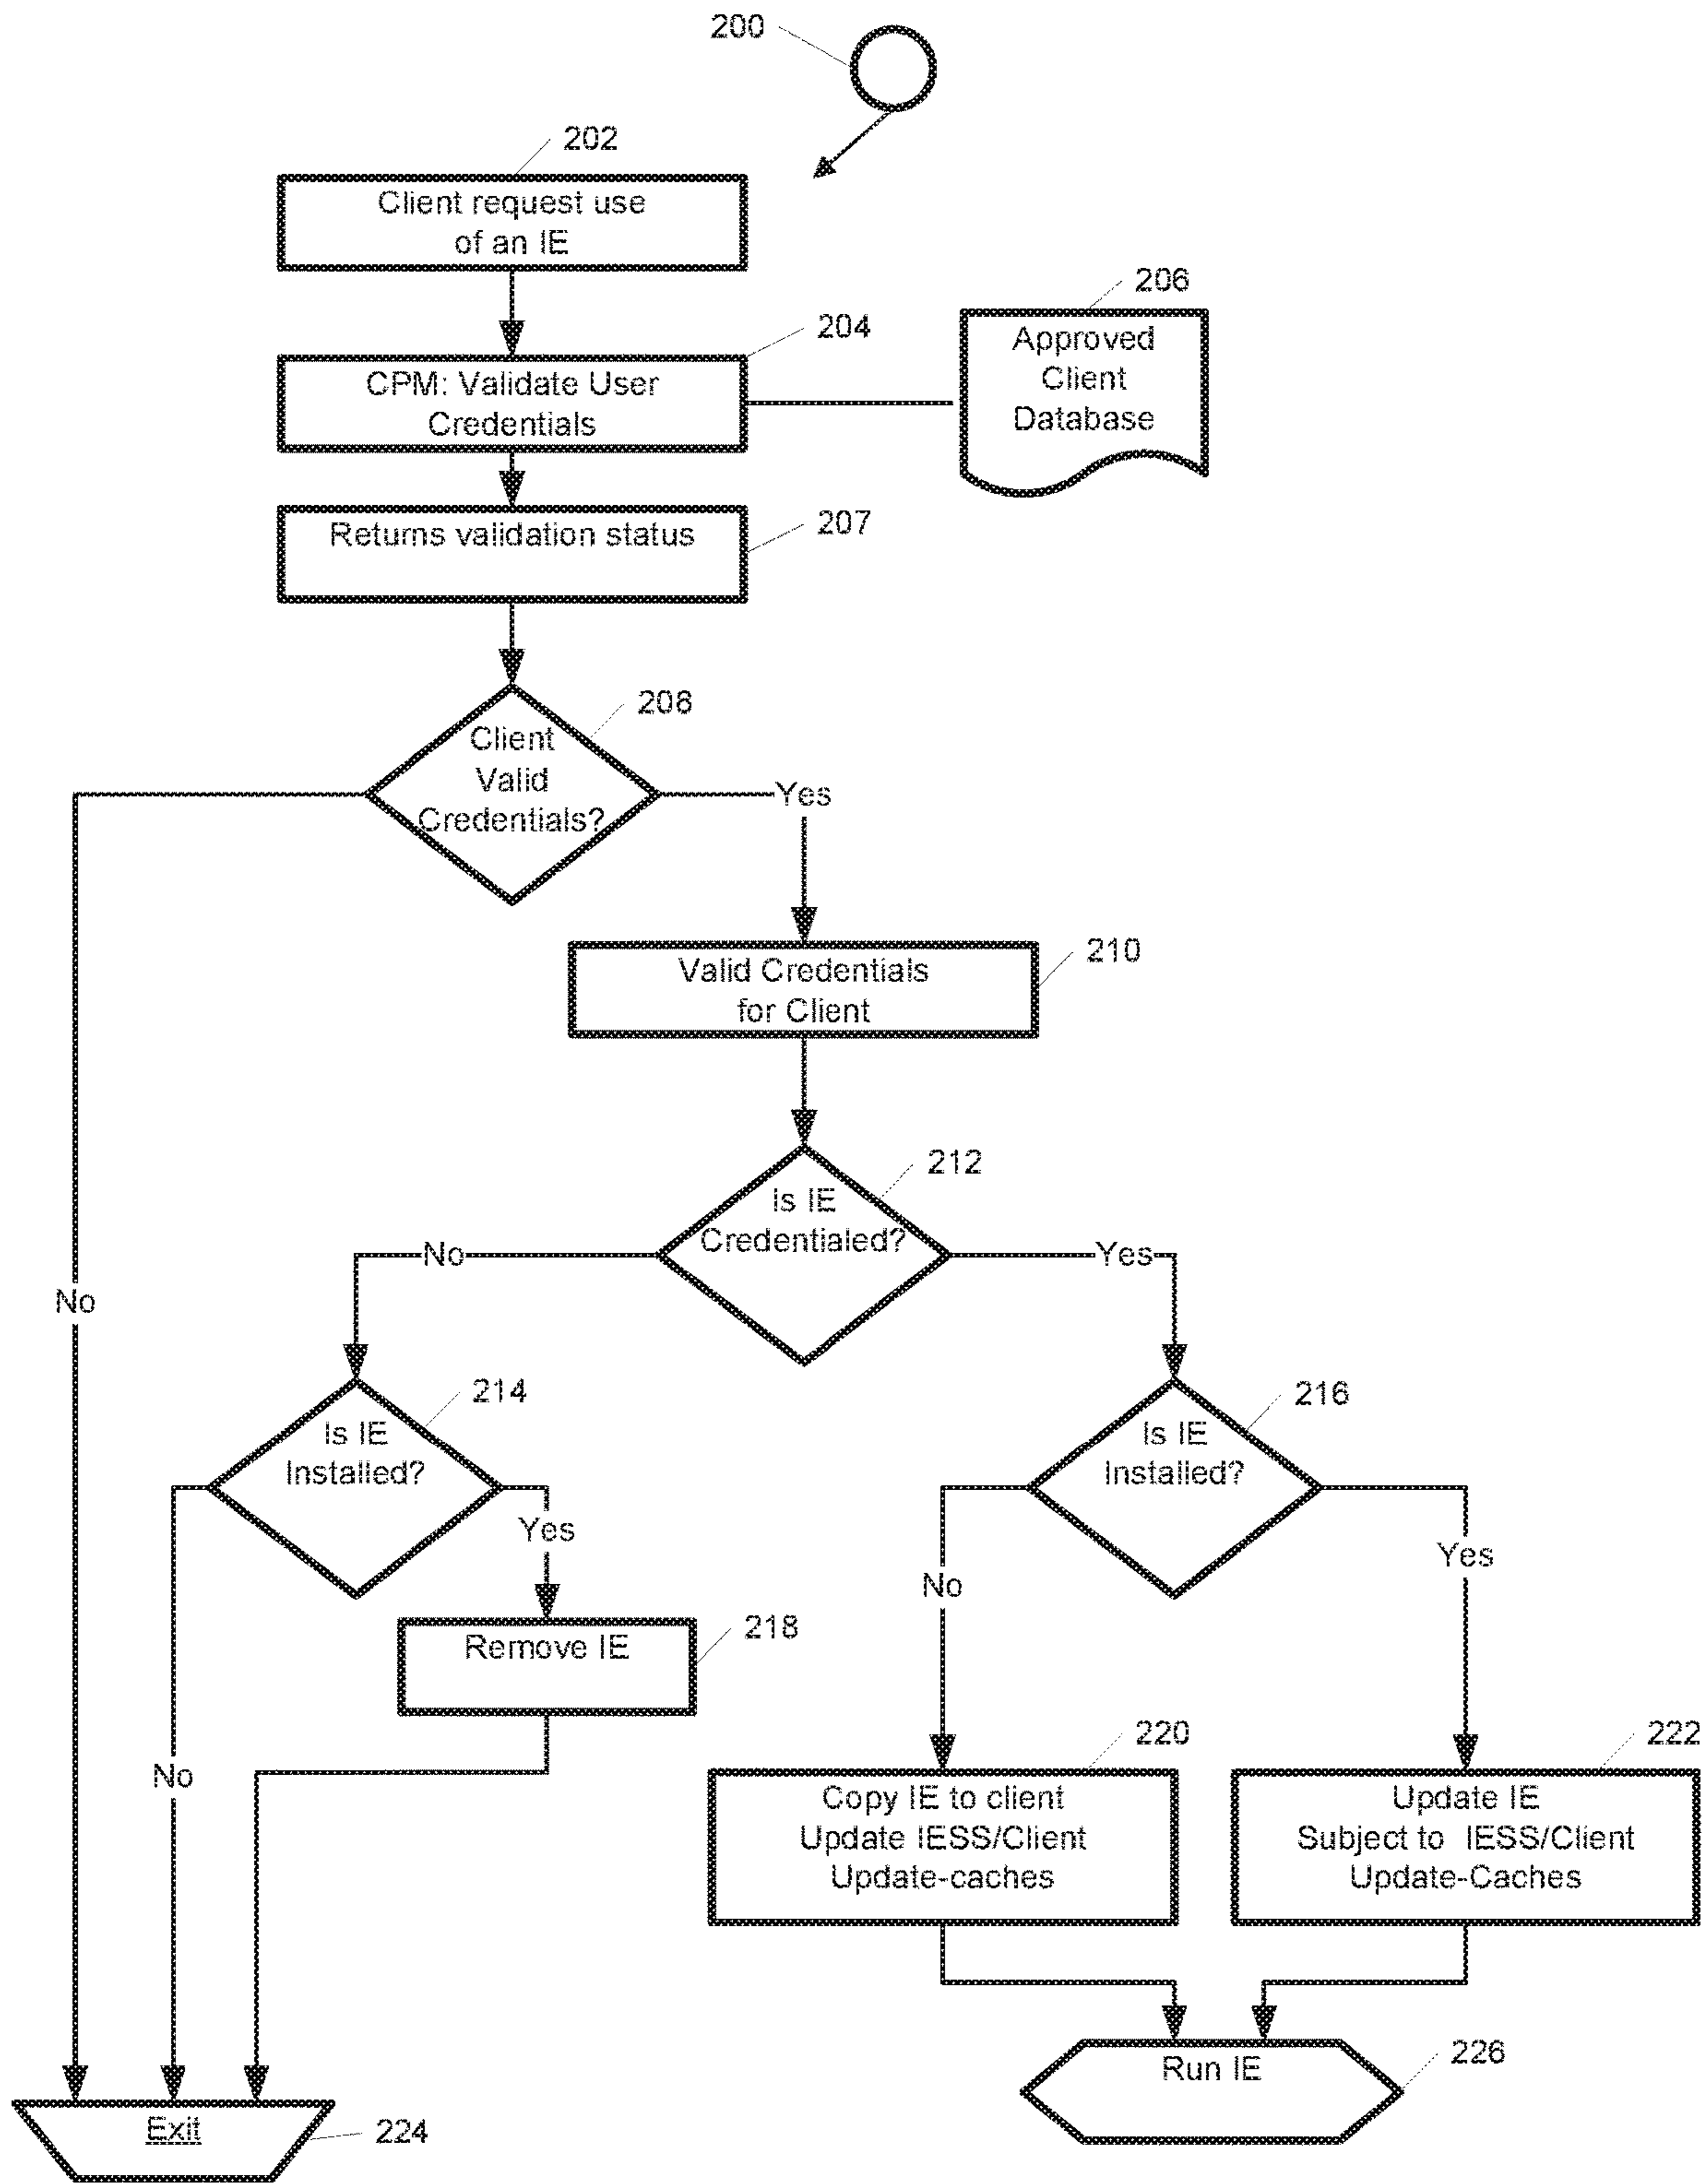 200
202
Client request use
of an IE
206
204
Approved
Client
Database
CPM: Validate User
Credentials
207
Returns validation status
208
Client
Valid
Credentials?
Yes
210
Valid Credentials
for Client
212
Is IE
Credentialed?
No
Yes
No
214
216
Is IE
Installed?
Is IE
Installed?
Yes
Yes
No
218
Remove IE
220
222
No
Copy IE to client
Update IESS/Client
Update-caches
Update IE
Subject to IESS/Client
Update-Caches
226
Run IE
Exit
224